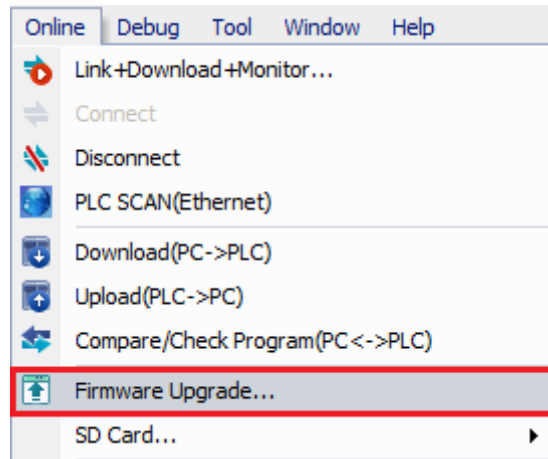 Online Debug Tool Window Help
Link+Download+Monitor...
Connect
Disconnect
PLC SCAN(Ethernet)
Download(PC->PLC)
Upload(PLC->PC)
Compare/Check Program(PC<->PLC)
Firmware Upgrade...
SD Card...